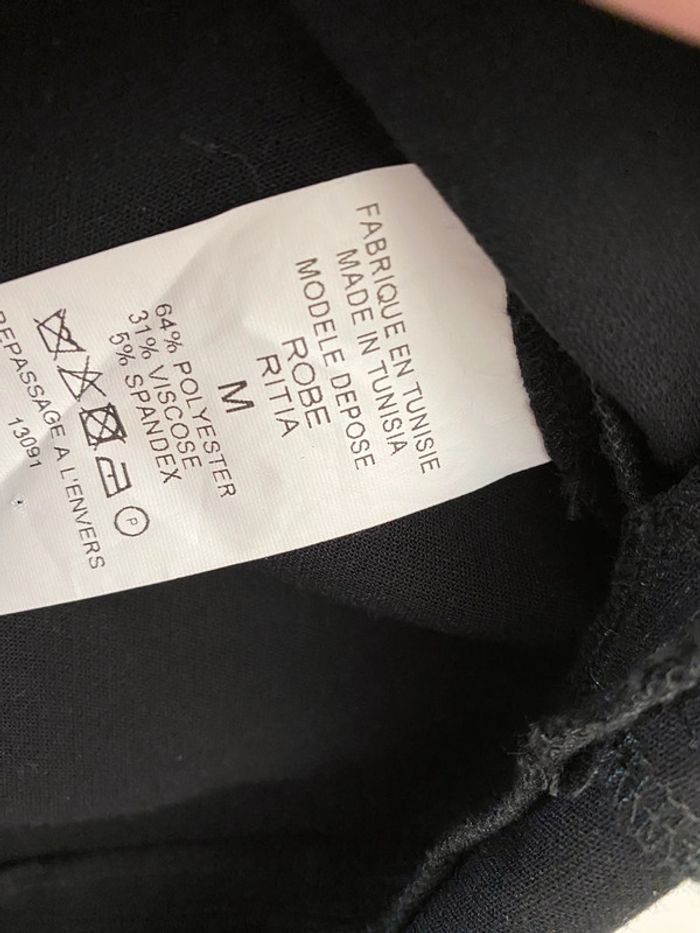 FABRIQUE EN TUNISIE
MADE IN TUNISIA
MODELE DEPOSE
ROBE
RITIA
M
64% POLYESTER
31% VISCOSE
5% SPANDEX
P
REPASSAGE A L'ENVERS
13091